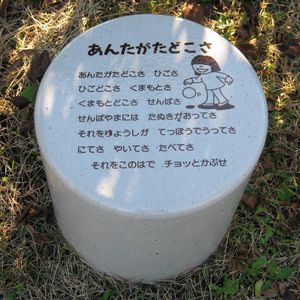 あんたがたどこさ
あんたがたどこさ　ひごさ
ひごどこさ　くまもとさ
くまもとどこさ　せんばさ
せんばやまには　たぬきがおってさ
それをりょうしが　てっぽうでうってさ
にてさ　やいてさ　たべてさ
それをこのはで　チョッとかぶせ